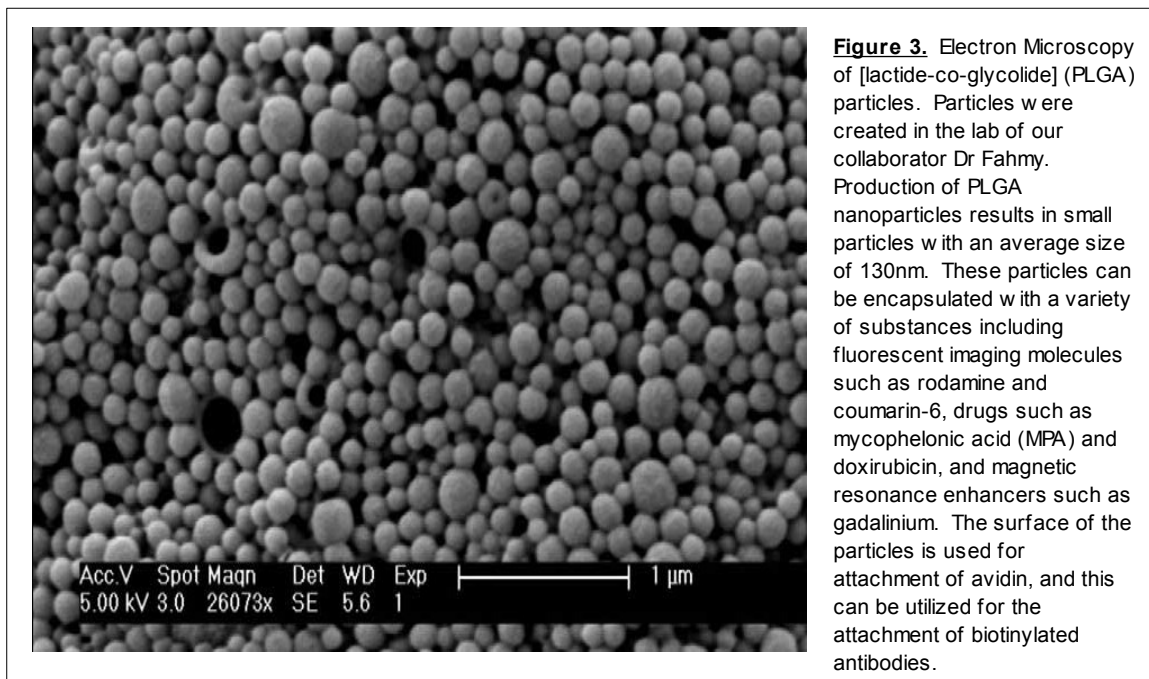 Figure 3. Electron Microscopy
of [lactide-co-glycolide] (PLGA)
particles. Particles were
created in the lab of our
collaborator Dr Fahmy.
Production of PLGA
nanoparticles results in small
particles with an average size
of 130nm. These particles can
be encapsulated with a variety
of substances including
fluorescent imaging molecules
such as rodamine and
coumarin-6, drugs such as
mycophelonic acid (MPA) and
doxirubicin, and magnetic
resonance enhancers such as
gadalinium. The surface of the
particles is used for
attachment of avidin, and this
can be utilized for the
attachment of biotinylated
antibodies.
Acc.V Spot Magn Det WD Exp 1 µm
5.00 kV 3.0 26073x SE 5.6 1